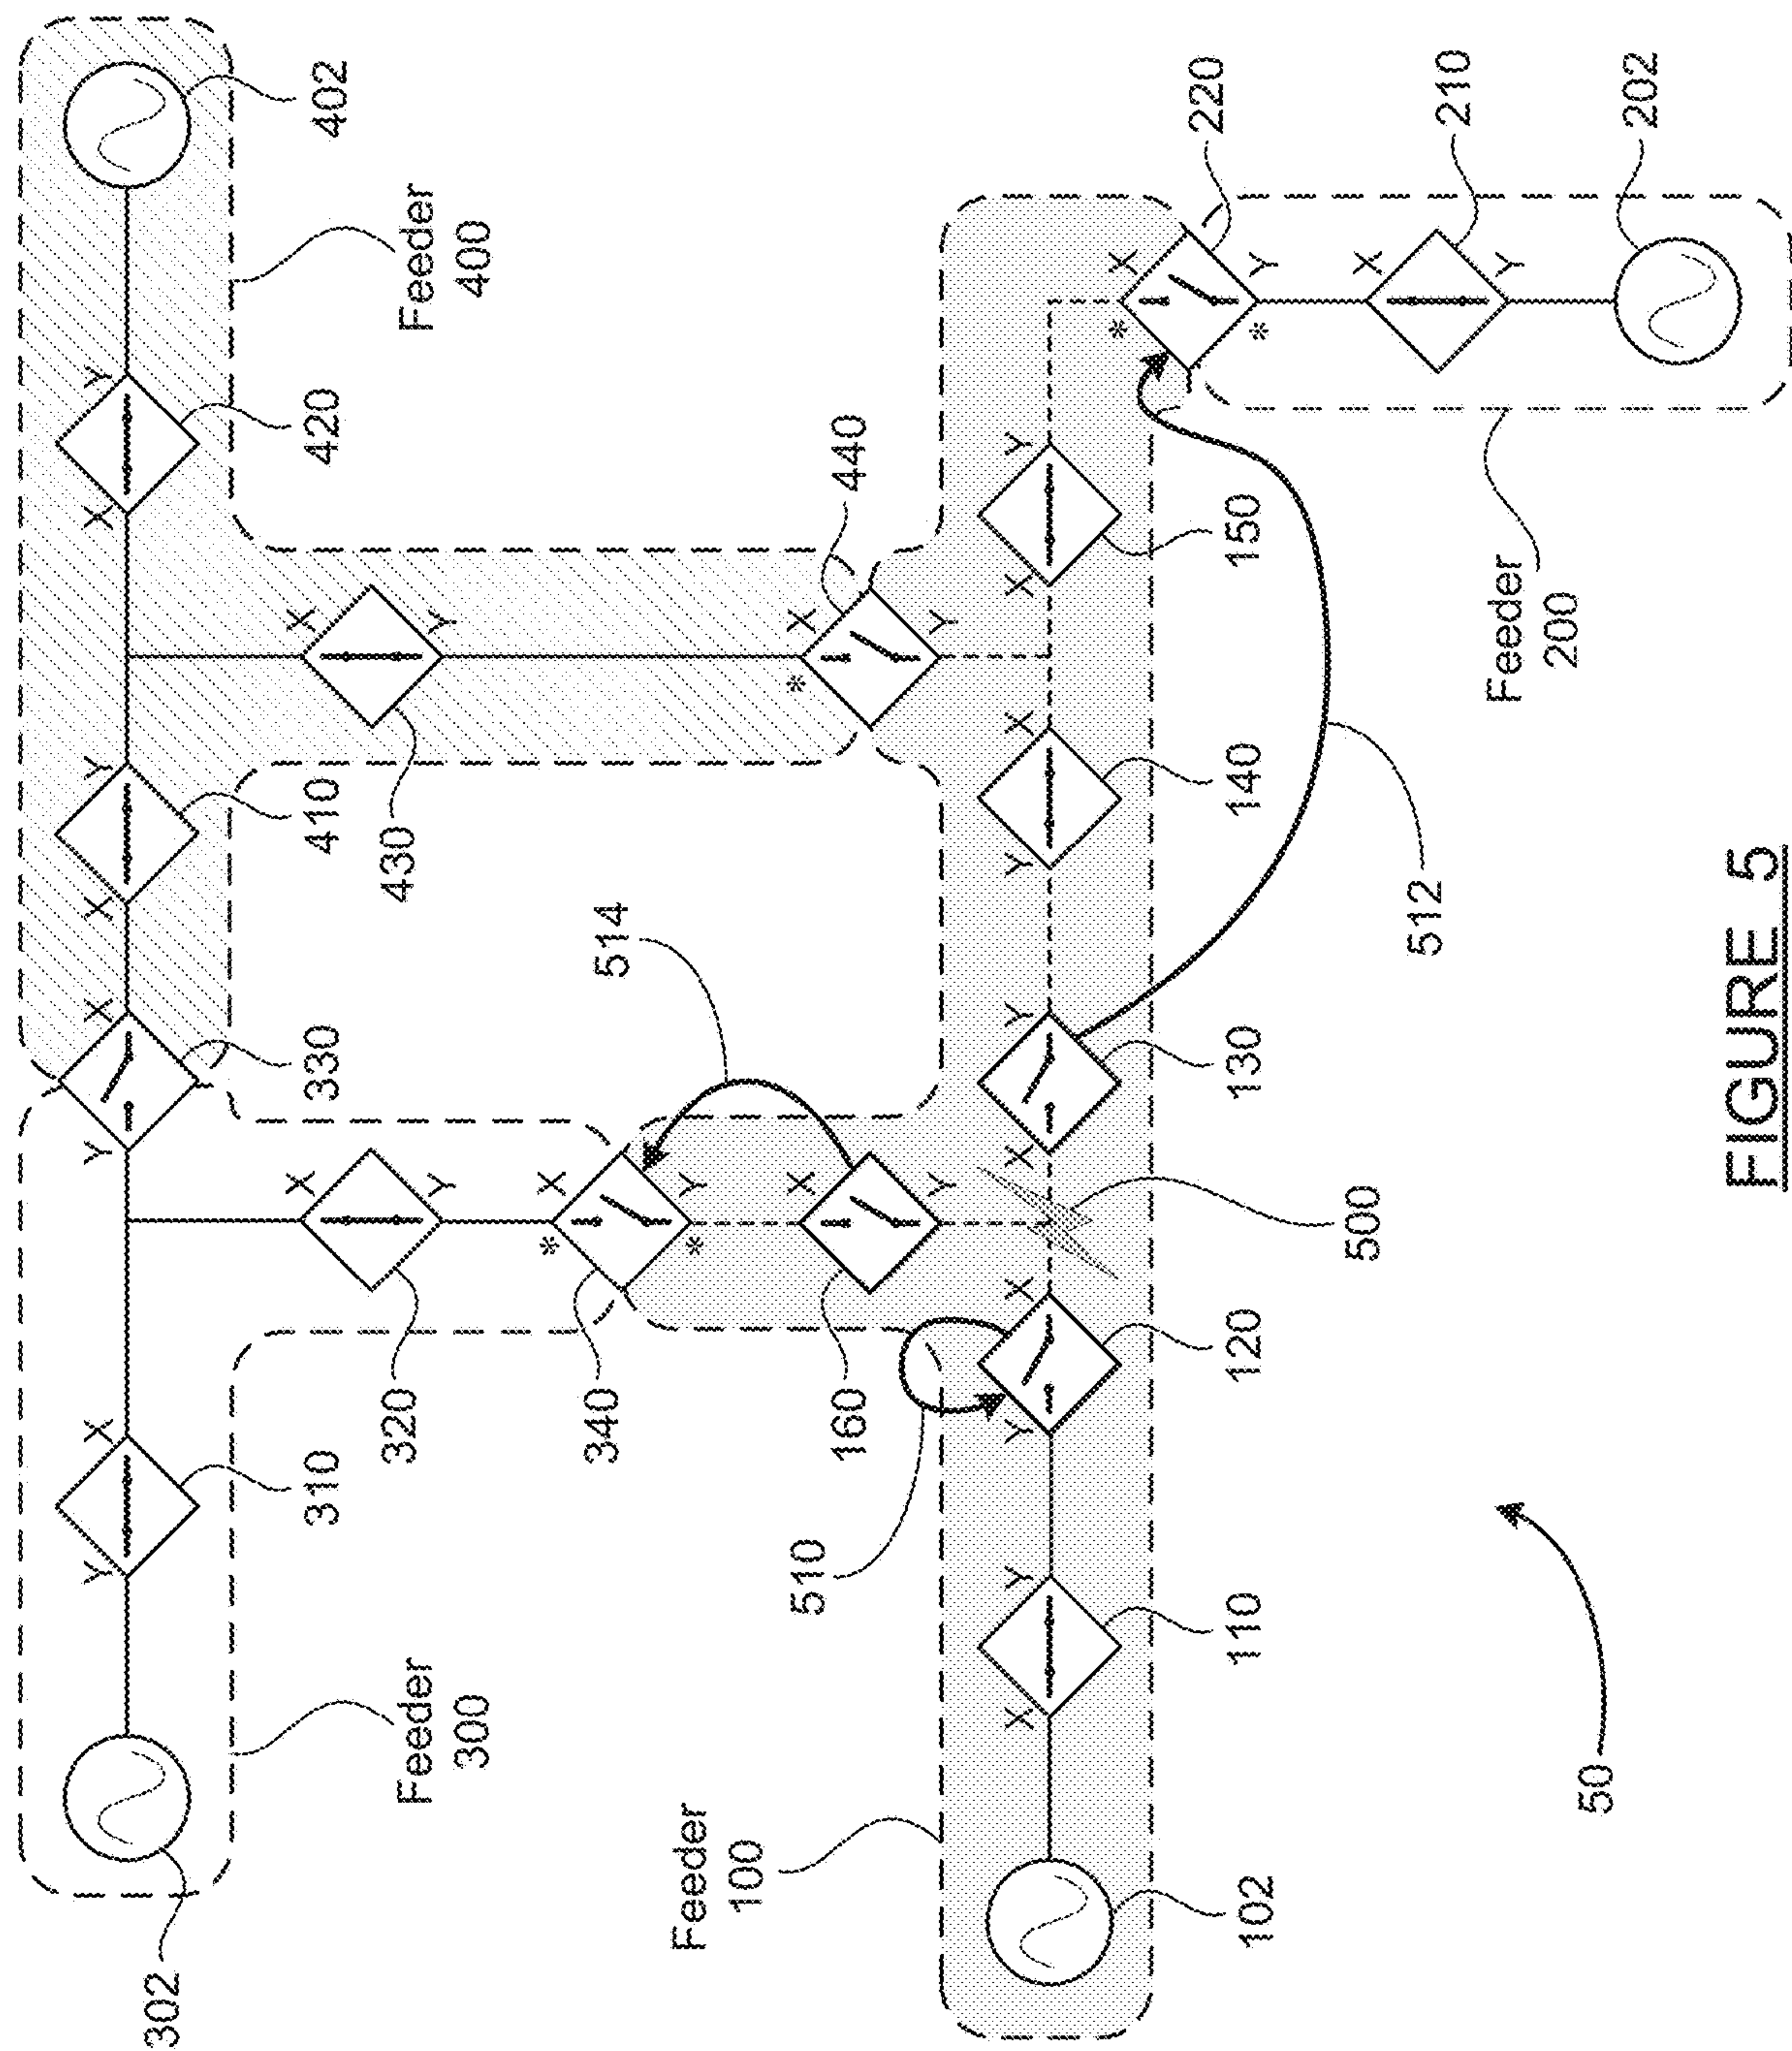 Y X Y X X Y X Y
302
X X
310 330 410 420 402
320 430
Feeder
300
Feeder
400
Y Y
X
*
340 514
Feeder
100
Y
*
X X
*
510
160 440
Y Y
X Y Y X X Y Y X X Y
X
*
220
102 110 120 130 140 150
Y
*
500
X
512
210
Y
Feeder
200
50
202
FIGURE 5